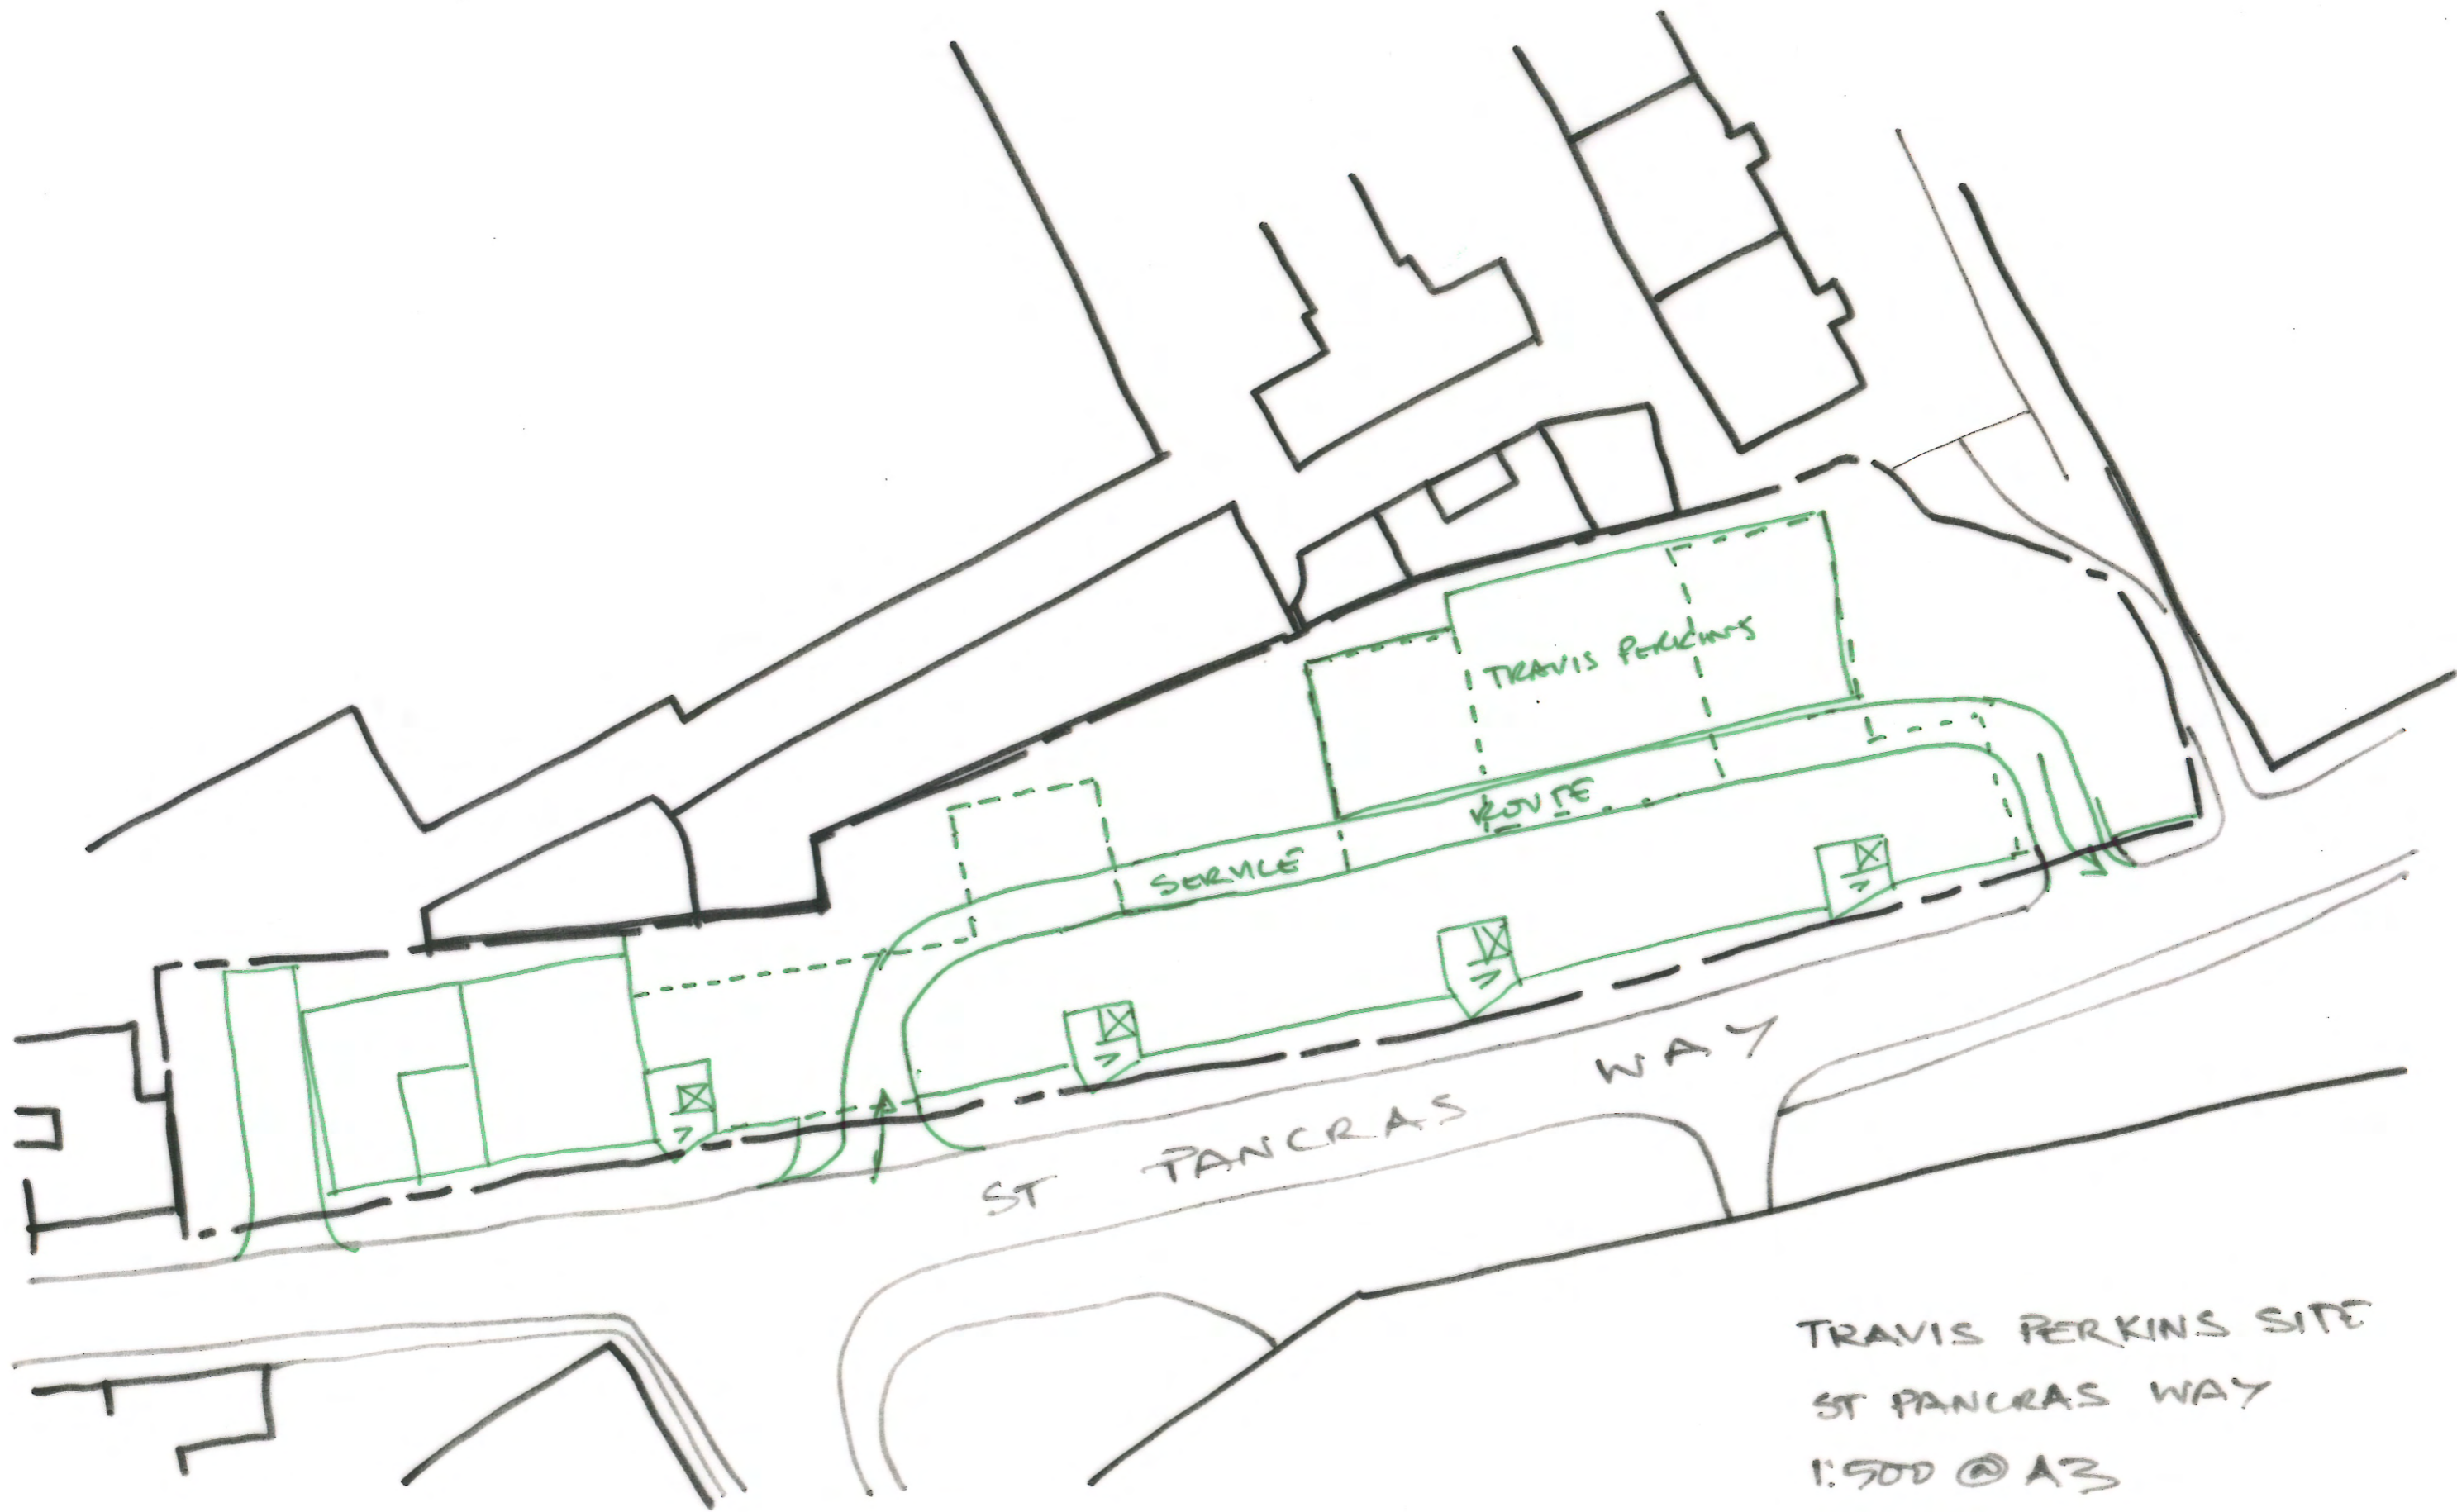 TRAVIS PERKINS
SERVICE ROUTE
ST PANCRAS WAY
TRAVIS PERKINS SITE
ST PANCRAS WAY
1:500 @ A3